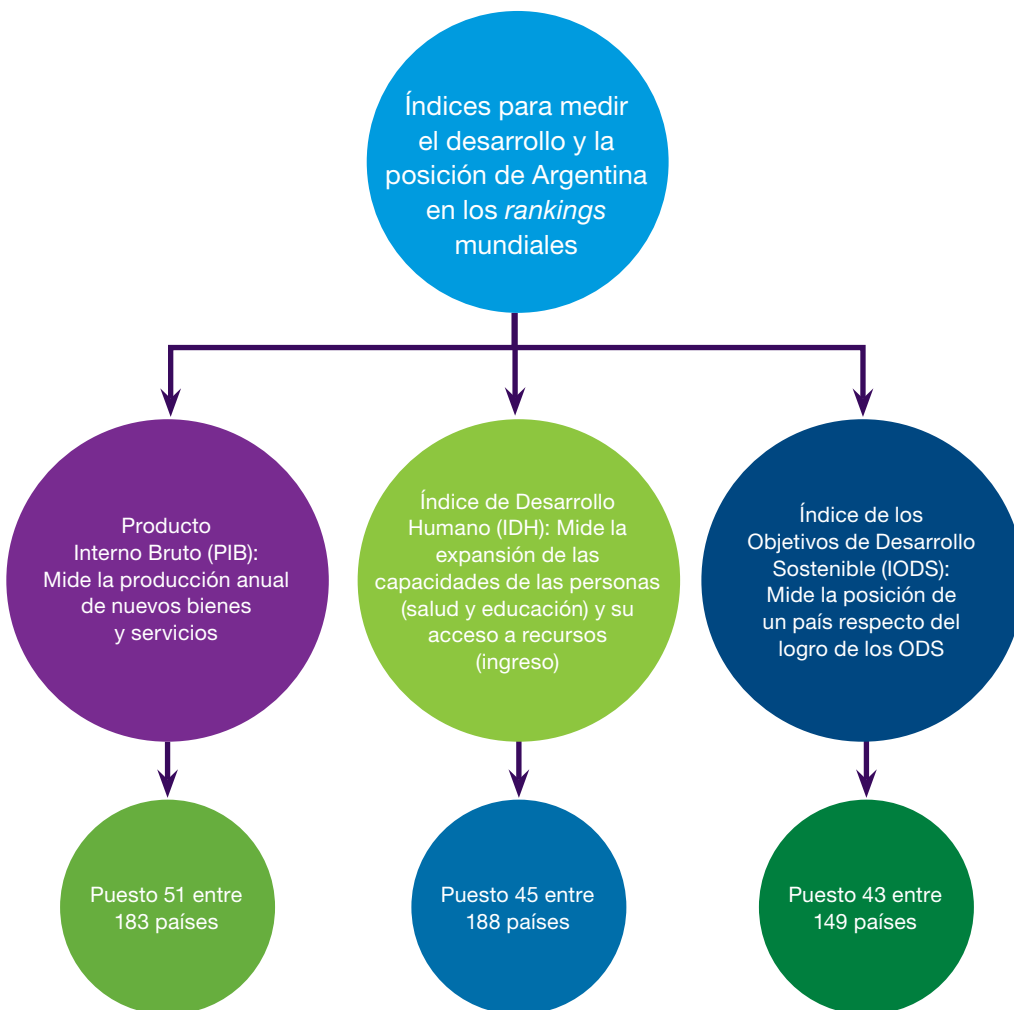 Índices para medir
el desarrollo y la
posición de Argentina
en los rankings
mundiales
Producto
Interno Bruto (PIB):
Mide la producción anual
de nuevos bienes
y servicios
Índice de Desarrollo
Humano (IDH): Mide la
expansión de las
capacidades de las personas
(salud y educación) y su
acceso a recursos
(ingreso)
Índice de los
Objetivos de Desarrollo
Sostenible (IODS):
Mide la posición de
un país respecto del
logro de los ODS
Puesto 51 entre
183 países
Puesto 45 entre
188 países
Puesto 43 entre
149 países